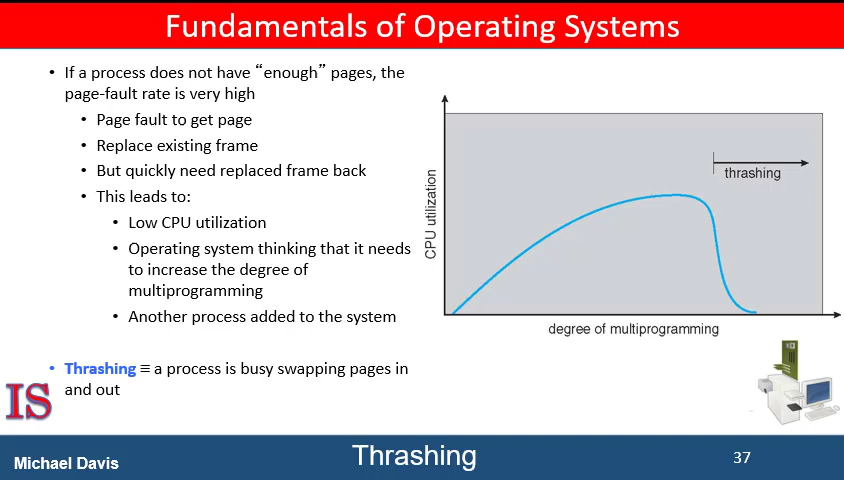 Fundamentals of Operating Systems
• If a process does not have “enough” pages, the
page-fault rate is very high
• Page fault to get page
• Replace existing frame
• But quickly need replaced frame back
• This leads to:
• Low CPU utilization
• Operating system thinking that it needs
to increase the degree of
multiprogramming
• Another process added to the system
• Thrashing ≡ a process is busy swapping pages in
and out
CPU utilization
thrashing
degree of multiprogramming
IS
Michael Davis
Thrashing
37